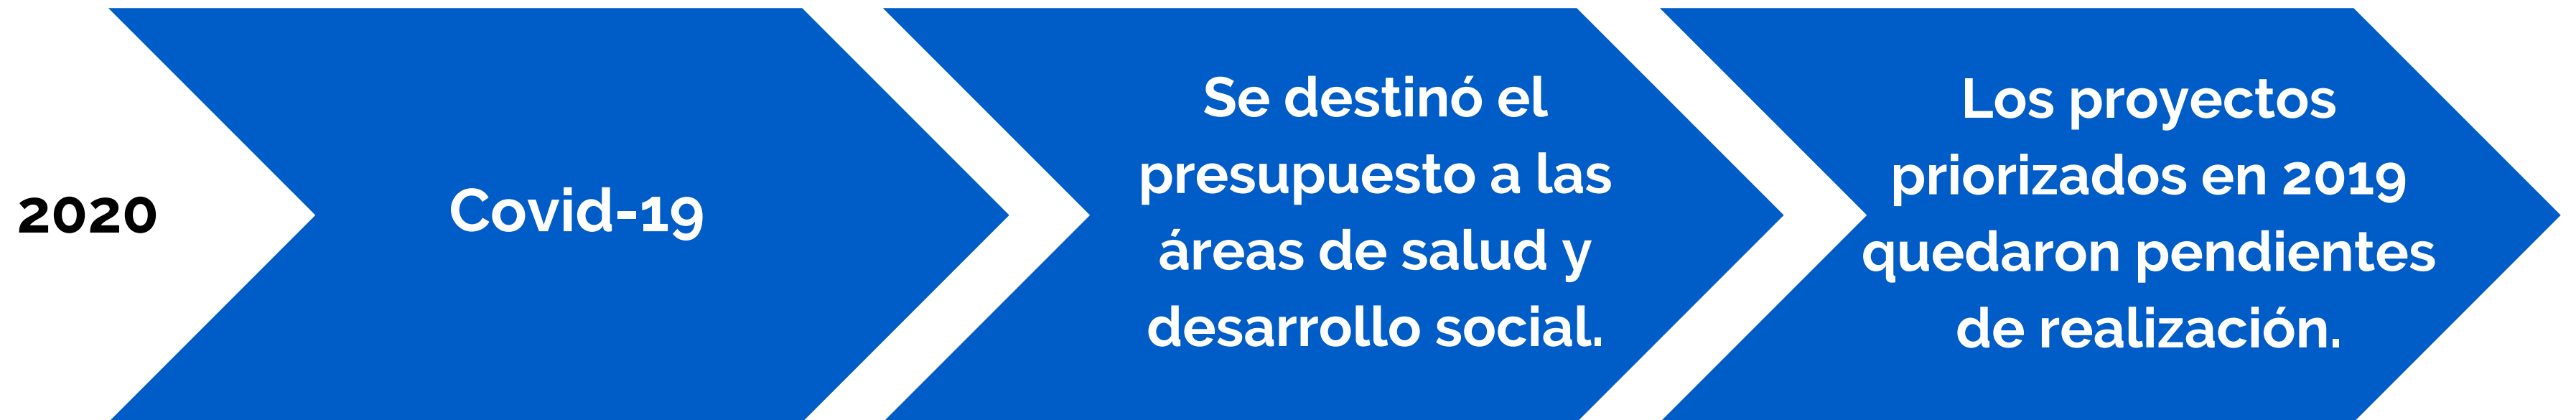 2020
Covid-19
Se destinó el
presupuesto a las
áreas de salud y
desarrollo social.
Los proyectos
priorizados en 2019
quedaron pendientes
de realización.